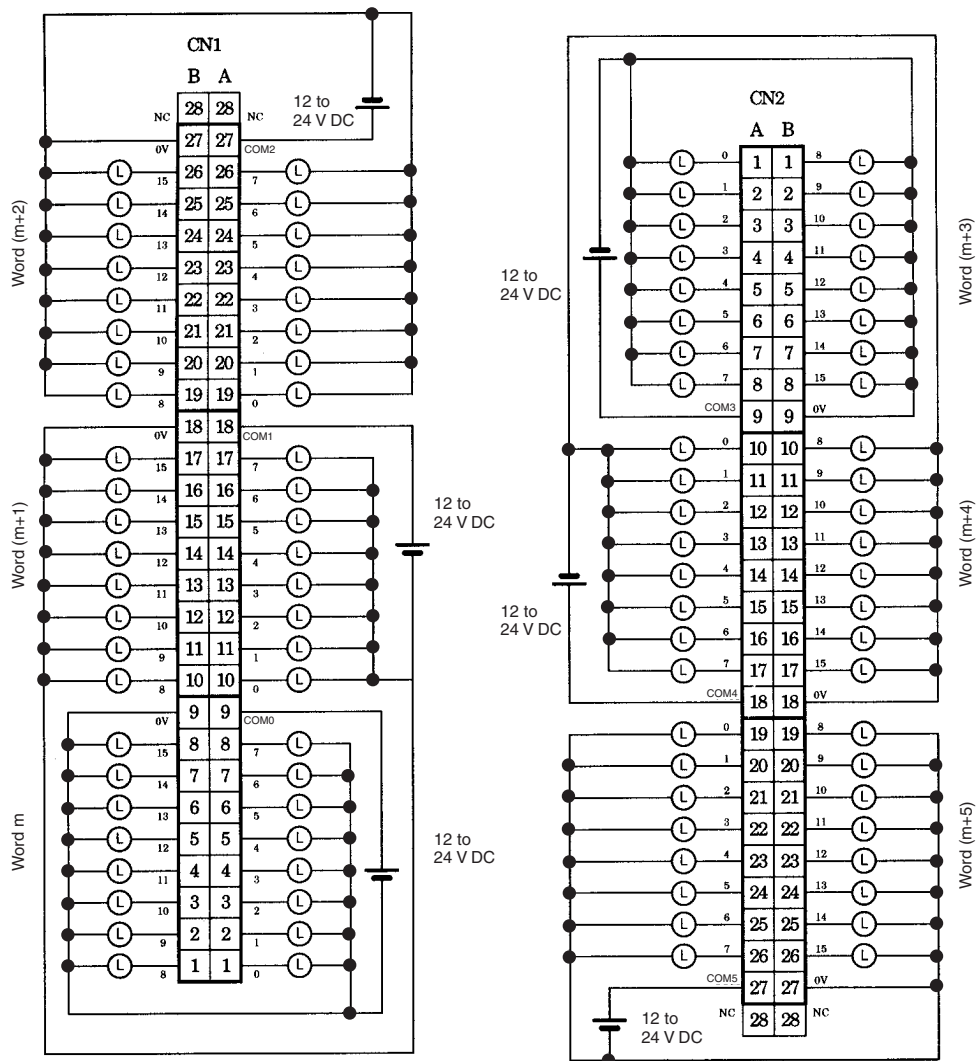 CN1
B A
NC 28 28 NC
12 to
24 V DC
0V 27 27 COM2
Word (m+2)
L 15 26 26 7 L
L 14 25 25 6 L
L 13 24 24 5 L
L 12 23 23 4 L
L 11 22 22 3 L
L 10 21 21 2 L
L 9 20 20 1 L
L 8 19 19 0 L
0V 18 18 COM1
Word (m+1)
L 15 17 17 7 L
L 14 16 16 6 L
L 13 15 15 5 L
L 12 14 14 4 L
L 11 13 13 3 L
L 10 12 12 2 L
L 9 11 11 1 L
L 8 10 10 0 L
12 to
24 V DC
0V 9 9 COM0
Word m
L 15 8 8 7 L
L 14 7 7 6 L
L 13 6 6 5 L
L 12 5 5 4 L
L 11 4 4 3 L
L 10 3 3 2 L
L 9 2 2 1 L
L 8 1 1 0 L
12 to
24 V DC
CN2
A B
L 0 1 1 8 L
L 1 2 2 9 L
L 2 3 3 10 L
L 3 4 4 11 L
L 4 5 5 12 L
L 5 6 6 13 L
L 6 7 7 14 L
L 7 8 8 15 L
Word (m+3)
12 to
24 V DC
COM3 9 9 0V
L 0 10 10 8 L
L 1 11 11 9 L
L 2 12 12 10 L
L 3 13 13 11 L
L 4 14 14 12 L
L 5 15 15 13 L
L 6 16 16 14 L
L 7 17 17 15 L
Word (m+4)
12 to
24 V DC
COM4 18 18 0V
L 0 19 19 8 L
L 1 20 20 9 L
L 2 21 21 10 L
L 3 22 22 11 L
L 4 23 23 12 L
L 5 24 24 13 L
L 6 25 25 14 L
L 7 26 26 15 L
Word (m+5)
COM5 27 27 0V
NC 28 28 NC
12 to
24 V DC